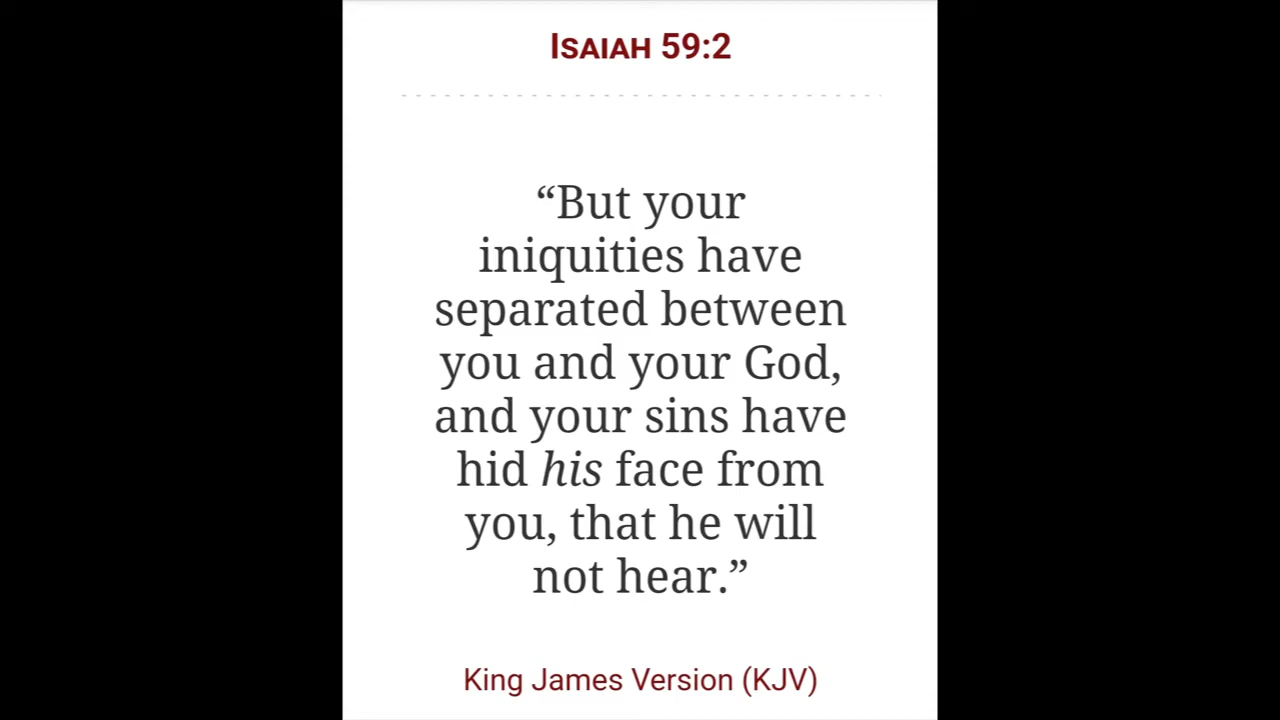 Isaiah 59:2
“But your
iniquities have
separated between
you and your God,
and your sins have
hid his face from
you, that he will
not hear.”
King James Version (KJV)